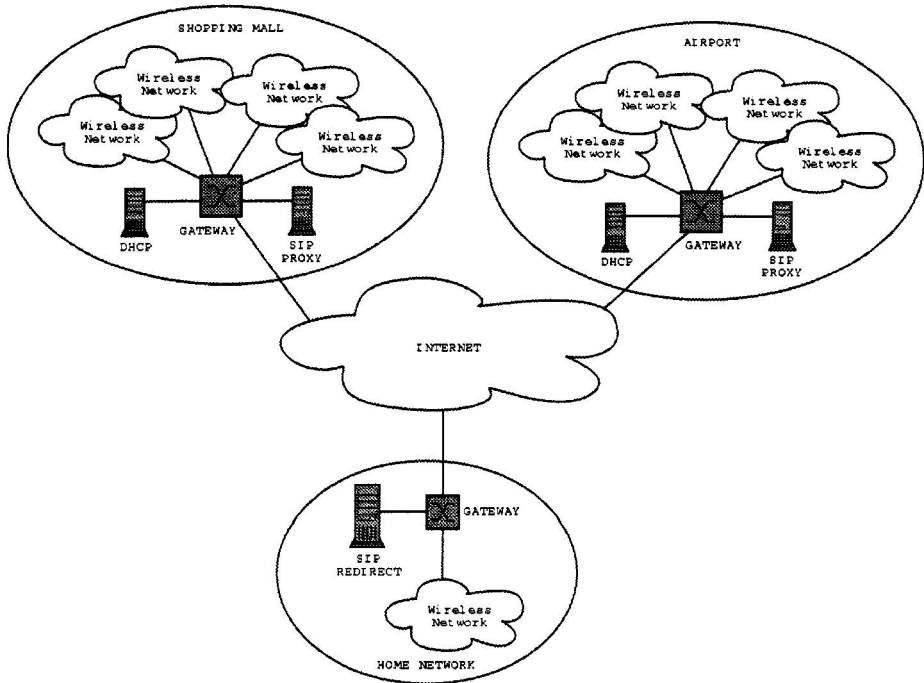 SHOPPING MALL
Wireless
Network
Wireless
Network
Wireless
Network
Wireless
Network
DHCP
GATEWAY
SIP
PROXY
AIRPORT
Wireless
Network
Wireless
Network
Wireless
Network
Wireless
Network
DHCP
GATEWAY
SIP
PROXY
INTERNET
GATEWAY
SIP
REDIRECT
Wireless
Network
HOME NETWORK